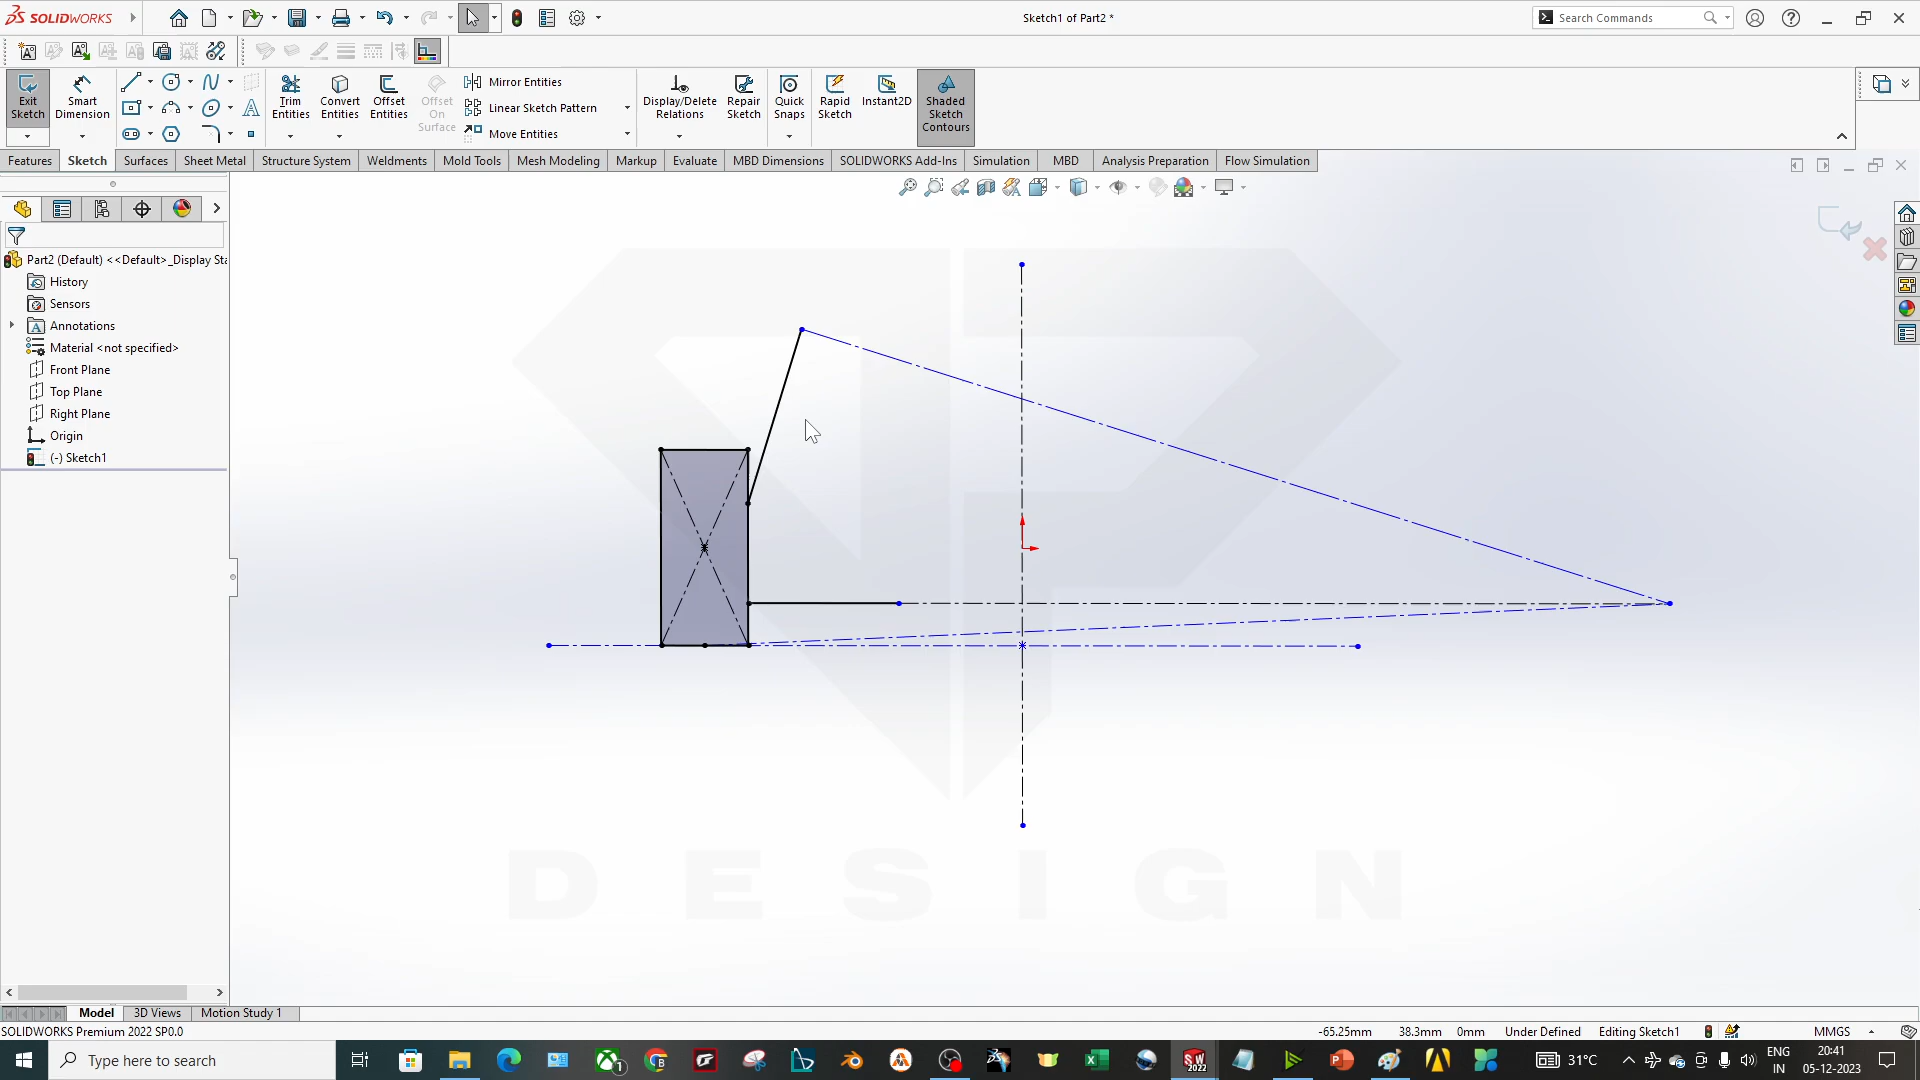 SOLIDWORKS
Sketch1 of Part2 *
Search Commands
Exit Sketch
Smart Dimension
Trim Entities
Convert Entities
Offset Entities
Offset On Surface
Mirror Entities
Linear Sketch Pattern
Move Entities
Display/Delete Relations
Repair Sketch
Quick Snaps
Rapid Sketch
Instant2D
Shaded Sketch Contours
Features
Sketch
Surfaces
Sheet Metal
Structure System
Weldments
Mold Tools
Mesh Modeling
Markup
Evaluate
MBD Dimensions
SOLIDWORKS Add-Ins
Simulation
MBD
Analysis Preparation
Flow Simulation
Part2 (Default) <<Default>_Display Sta
History
Sensors
Annotations
Material <not specified>
Front Plane
Top Plane
Right Plane
Origin
(-) Sketch1
DESIGN
Model
3D Views
Motion Study 1
SOLIDWORKS Premium 2022 SP0.0
-65.25mm
38.3mm
0mm
Under Defined
Editing Sketch1
MMGS
Type here to search
31°C
ENG
IN
20:41
05-12-2023